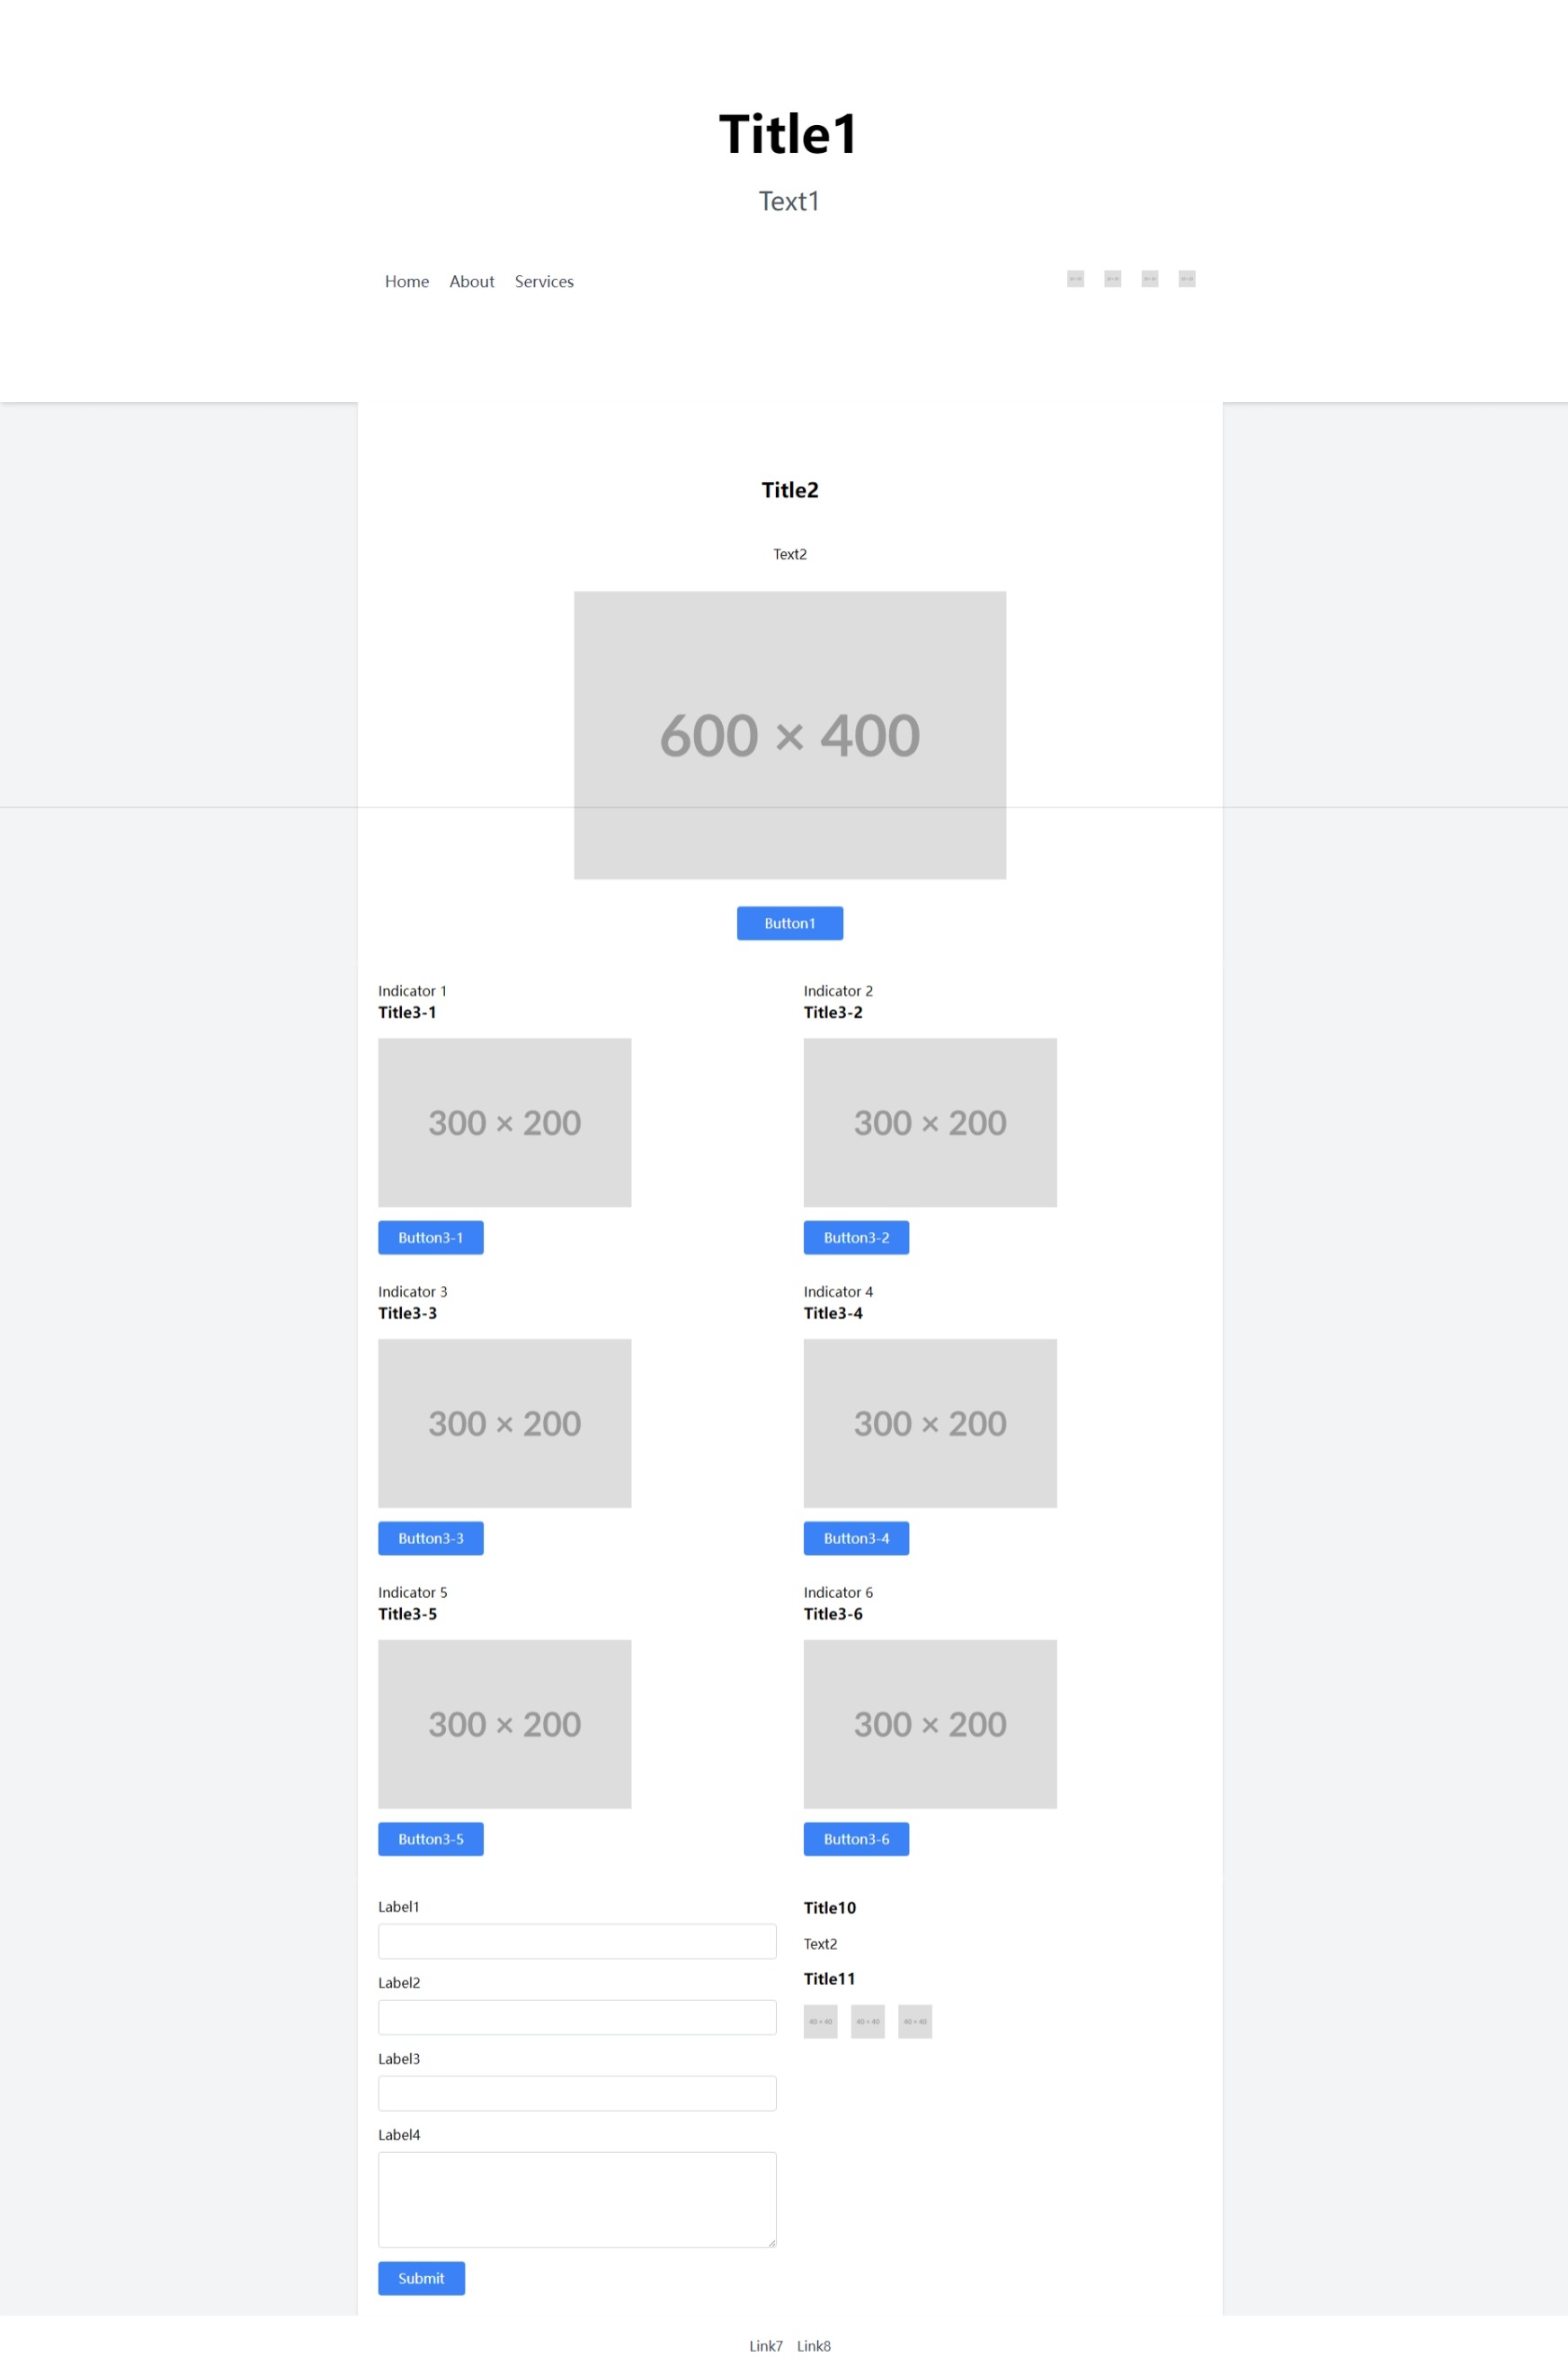 Title1
Text1
Home About Services
Title2
Text2
600 × 400
Button1
Indicator 1
Title3-1
300 × 200
Button3-1
Indicator 2
Title3-2
300 × 200
Button3-2
Indicator 3
Title3-3
300 × 200
Button3-3
Indicator 4
Title3-4
300 × 200
Button3-4
Indicator 5
Title3-5
300 × 200
Button3-5
Indicator 6
Title3-6
300 × 200
Button3-6
Label1
Label2
Label3
Label4
Submit
Title10
Text2
Title11
40 × 40 40 × 40 40 × 40
Link7 Link8